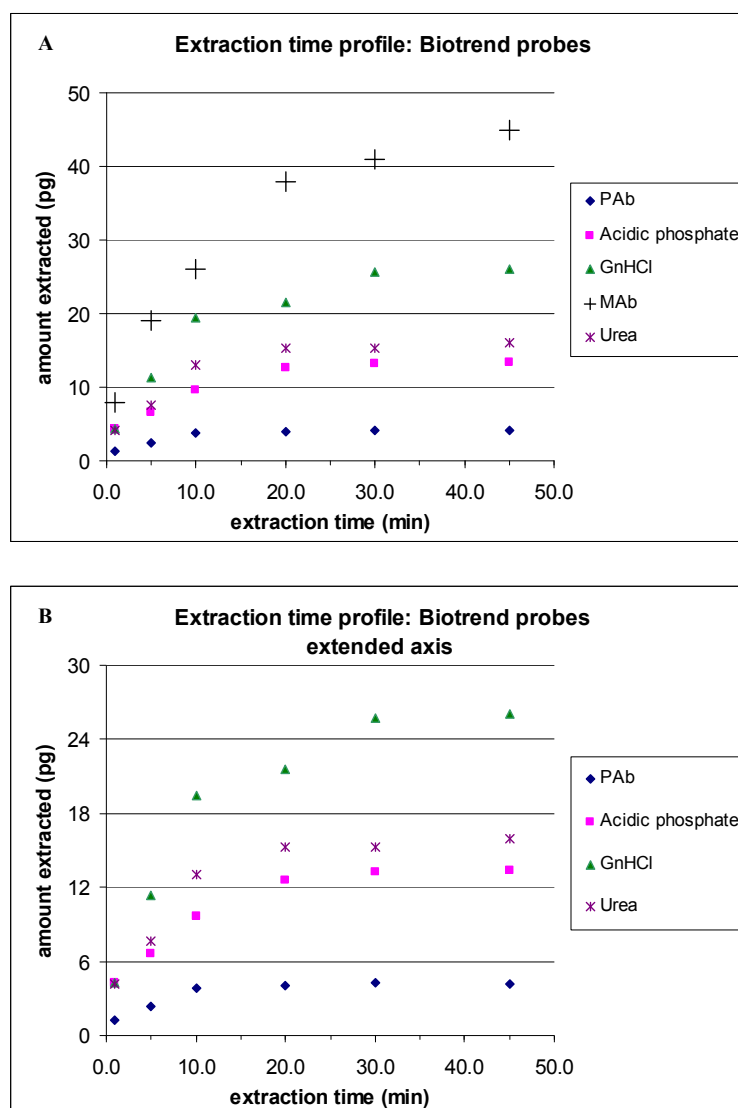 A
Extraction time profile: Biotrend probes
amount extracted (pg)
50
40
30
20
10
0
0.0 10.0 20.0 30.0 40.0 50.0
extraction time (min)
PAb
Acidic phosphate
GnHCl
MAb
Urea
B
Extraction time profile: Biotrend probes
extended axis
amount extracted (pg)
30
24
18
12
6
0
0.0 10.0 20.0 30.0 40.0 50.0
extraction time (min)
PAb
Acidic phosphate
GnHCl
Urea